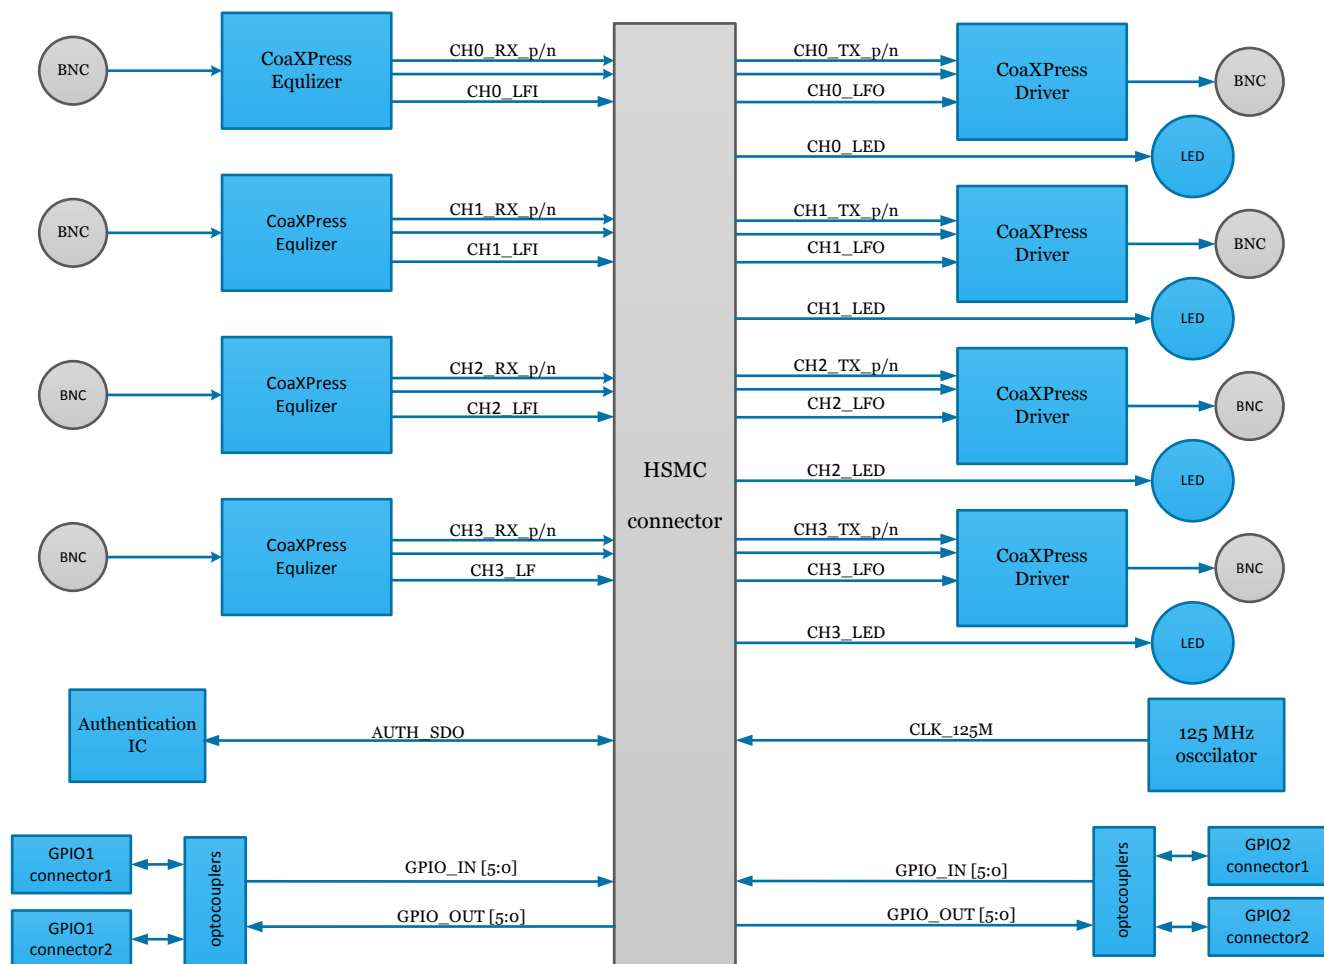 BNC
CoaXPress
Equlizer
CH0_RX_p/n
CH0_LFI
CH0_TX_p/n
CH0_LFO
CoaXPress
Driver
BNC
CH0_LED
LED
BNC
CoaXPress
Equlizer
CH1_RX_p/n
CH1_LFI
CH1_TX_p/n
CH1_LFO
CoaXPress
Driver
BNC
CH1_LED
LED
BNC
CoaXPress
Equlizer
CH2_RX_p/n
CH2_LFI
CH2_TX_p/n
CH2_LFO
CoaXPress
Driver
BNC
CH2_LED
LED
HSMC
connector
BNC
CoaXPress
Equlizer
CH3_RX_p/n
CH3_LF
CH3_TX_p/n
CH3_LFO
CoaXPress
Driver
BNC
CH3_LED
LED
Authentication
IC
AUTH_SDO
CLK_125M
125 MHz
osccilator
GPIO1
connector1
GPIO1
connector2
optocouplers
GPIO_IN [5:0]
GPIO_OUT [5:0]
GPIO_IN [5:0]
GPIO_OUT [5:0]
optocouplers
GPIO2
connector1
GPIO2
connector2